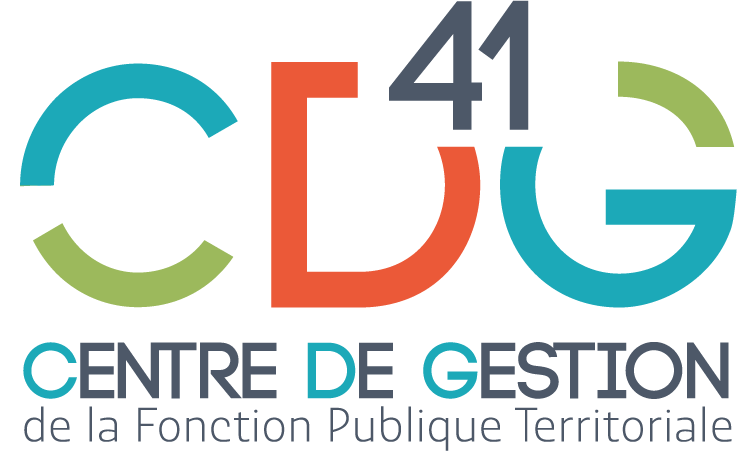 CDG 41
CENTRE DE GESTION
de la Fonction Publique Territoriale